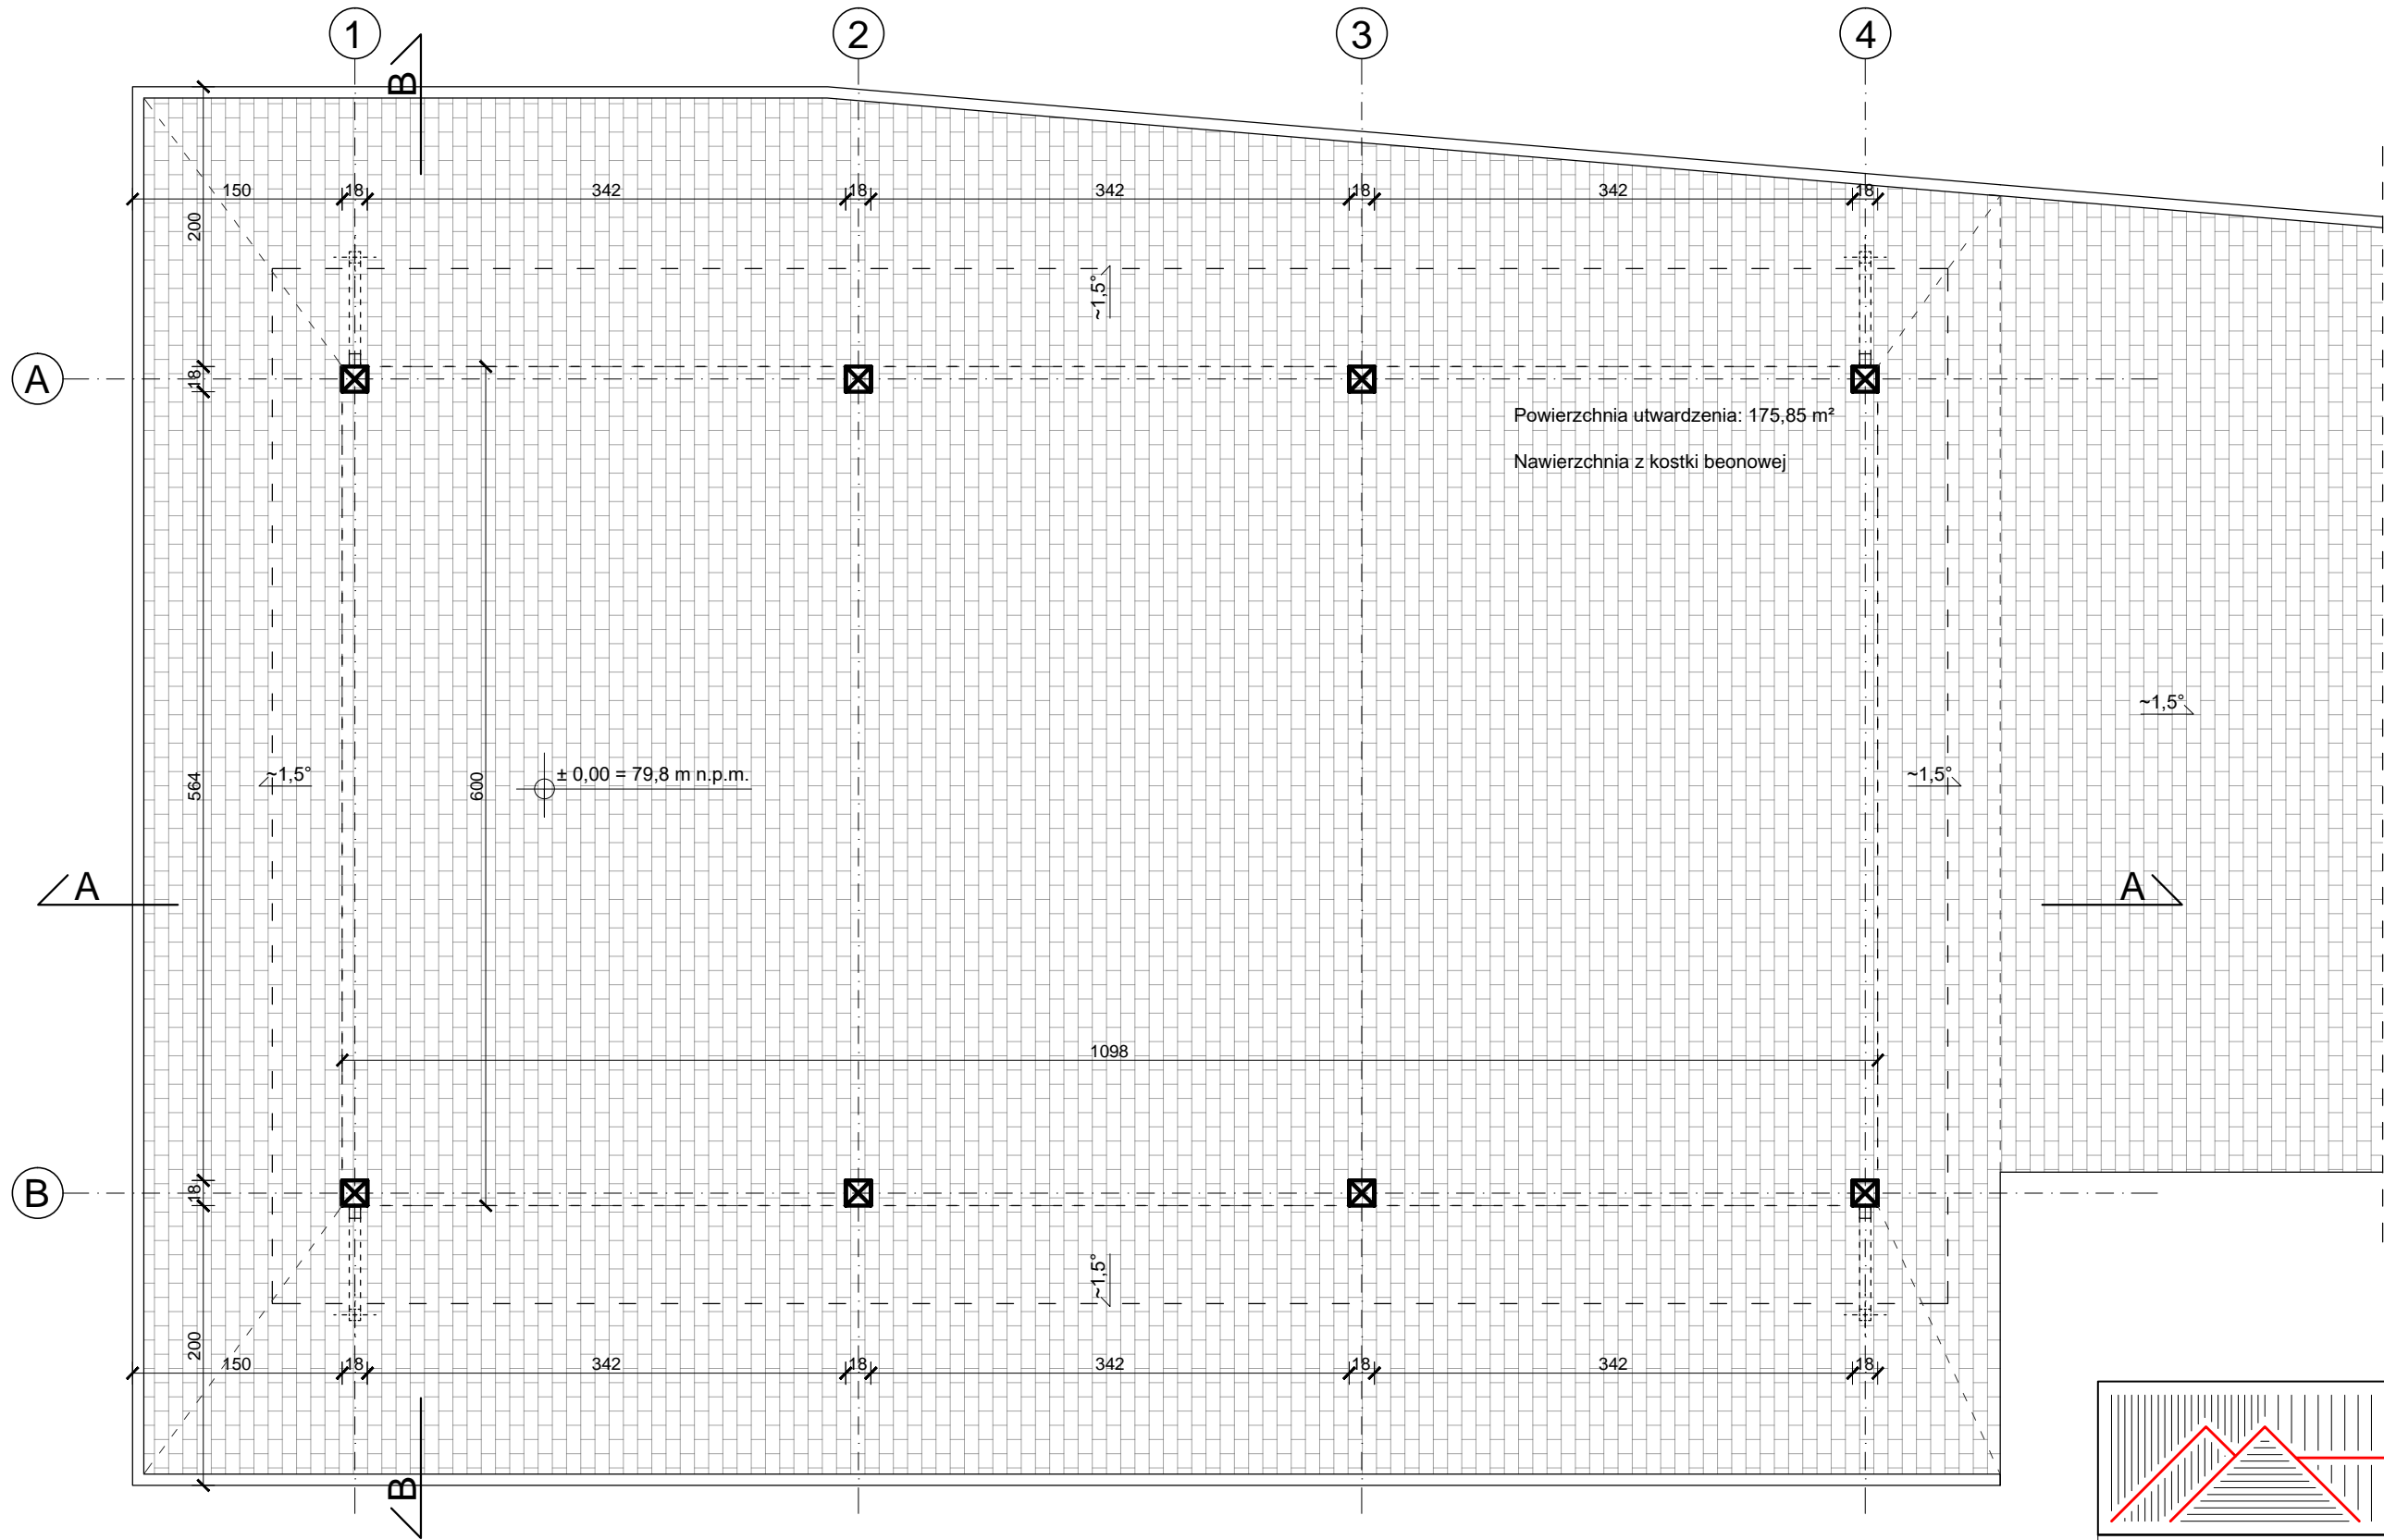 1 2 3 4
B
150 18 342 18 342 18 342 18
200
~1,5°
A
18
Powierzchnia utwardzenia: 175,85 m²
Nawierzchnia z kostki beonowej
~1,5°
~1,5° 564 600 ± 0,00 = 79,8 m n.p.m. ~1,5°
A A
1098
B
18
~1,5°
200
150 18 342 18 342 18 342 18
B